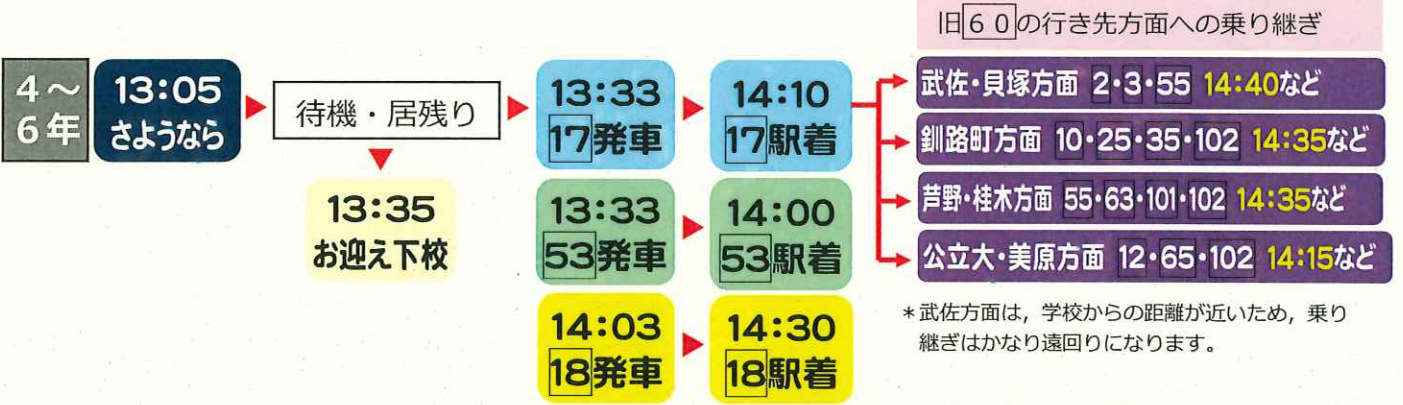 旧60の行き先方面への乗り継ぎ
4～
6年
13:05
さようなら
待機・居残り
13:35
お迎え下校
13:33
17発車
14:10
17駅着
13:33
53発車
14:00
53駅着
14:03
18発車
14:30
18駅着
武佐・貝塚方面 2・3・55 14:40など
釧路町方面 10・25・35・102 14:35など
芦野・桂木方面 55・63・101・102 14:35など
公立大・美原方面 12・65・102 14:15など
＊武佐方面は，学校からの距離が近いため，乗り
継ぎはかなり遠回りになります。